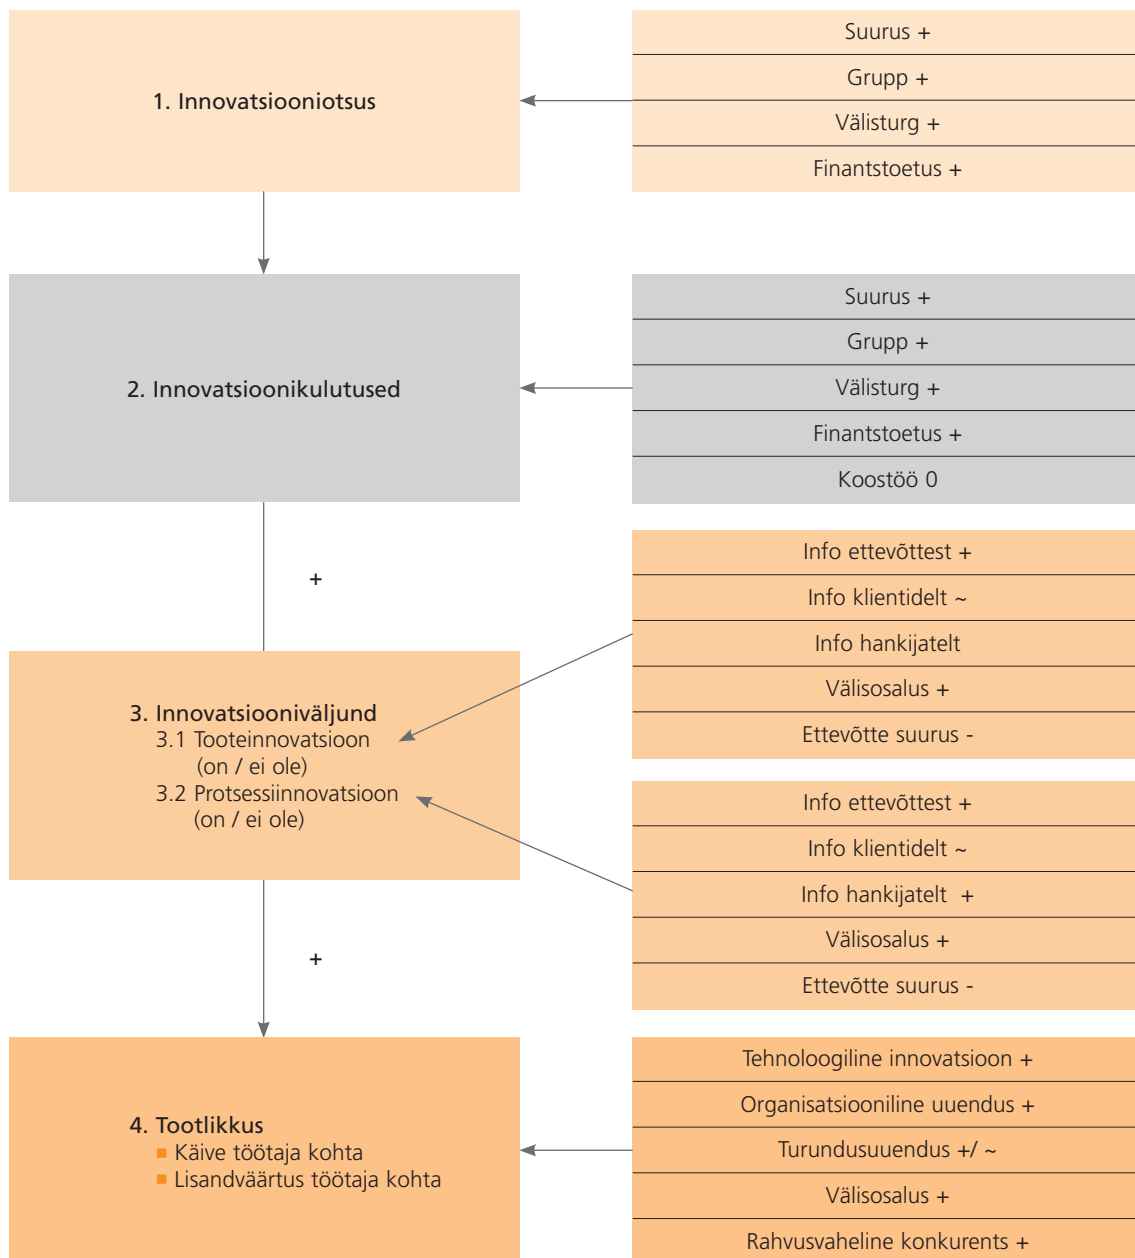 1. Innovatsiooniotsus
Suurus +
Grupp +
Välisturg +
Finantstoetus +
2. Innovatsioonikulutused
Suurus +
Grupp +
Välisturg +
Finantstoetus +
Koostöö 0
+
3. Innovatsiooniväljund
3.1 Tooteinnovatsioon
(on / ei ole)
3.2 Protsessiinnovatsioon
(on / ei ole)
Info ettevõttest +
Info klientidelt ~
Info hankijatelt
Välisosalus +
Ettevõtte suurus -
Info ettevõttest +
Info klientidelt ~
Info hankijatelt +
Välisosalus +
Ettevõtte suurus -
+
4. Tootlikkus
■ Käive töötaja kohta
■ Lisandväärtus töötaja kohta
Tehnoloogiline innovatsioon +
Organisatsiooniline uuendus +
Turundusuuendus +/ ~
Välisosalus +
Rahvusvaheline konkurents +